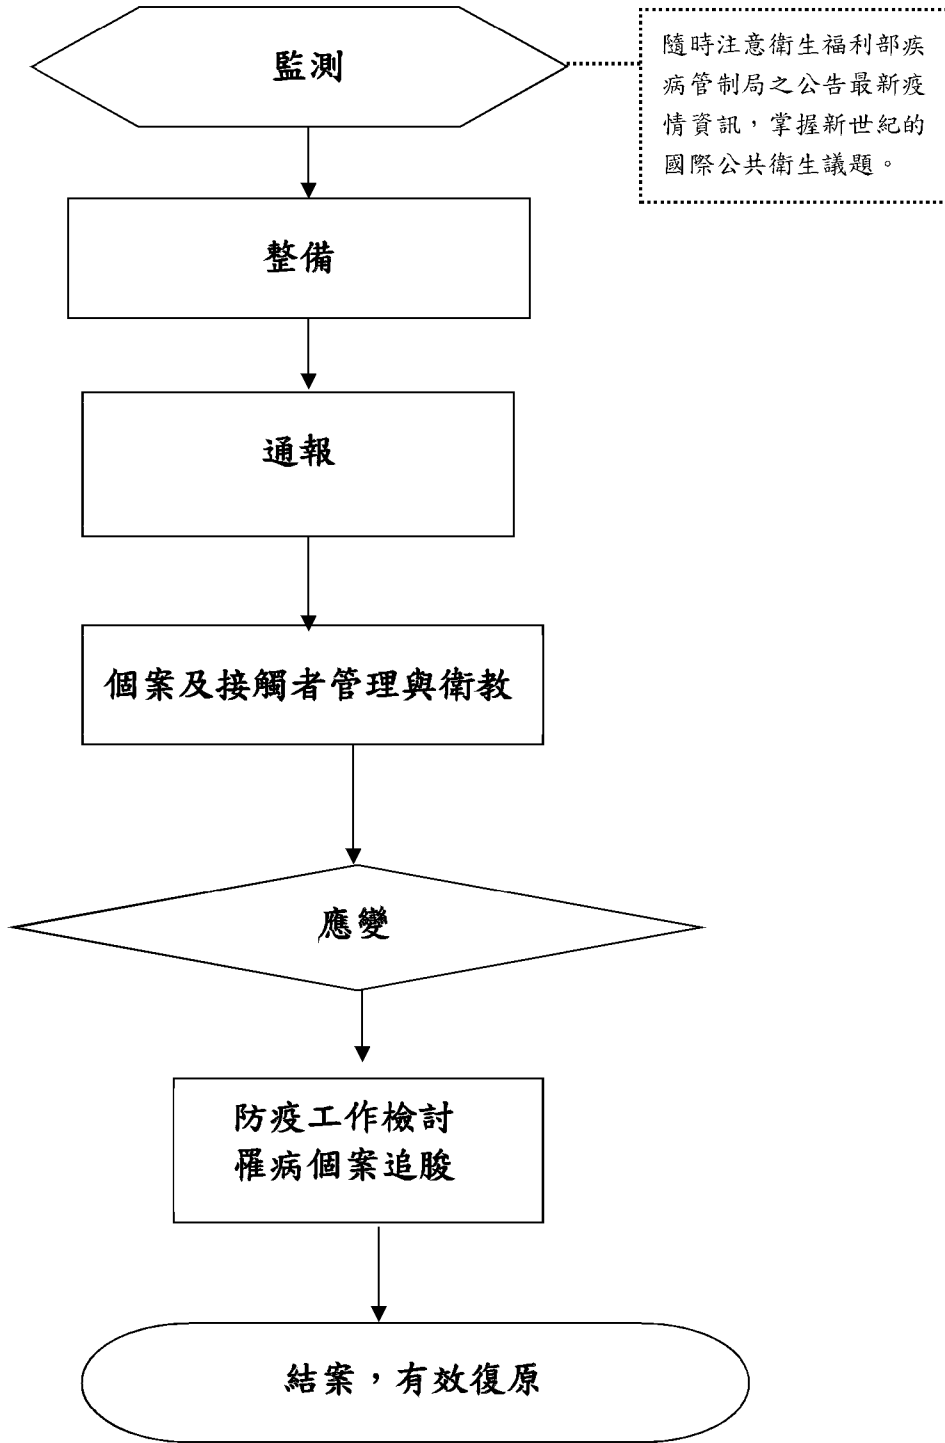 監測
隨時注意衛生福利部疾
病管制局之公告最新疫
情資訊，掌握新世紀的
國際公共衛生議題。
整備
通報
個案及接觸者管理與衛教
應變
防疫工作檢討
罹病個案追踨
結案，有效復原